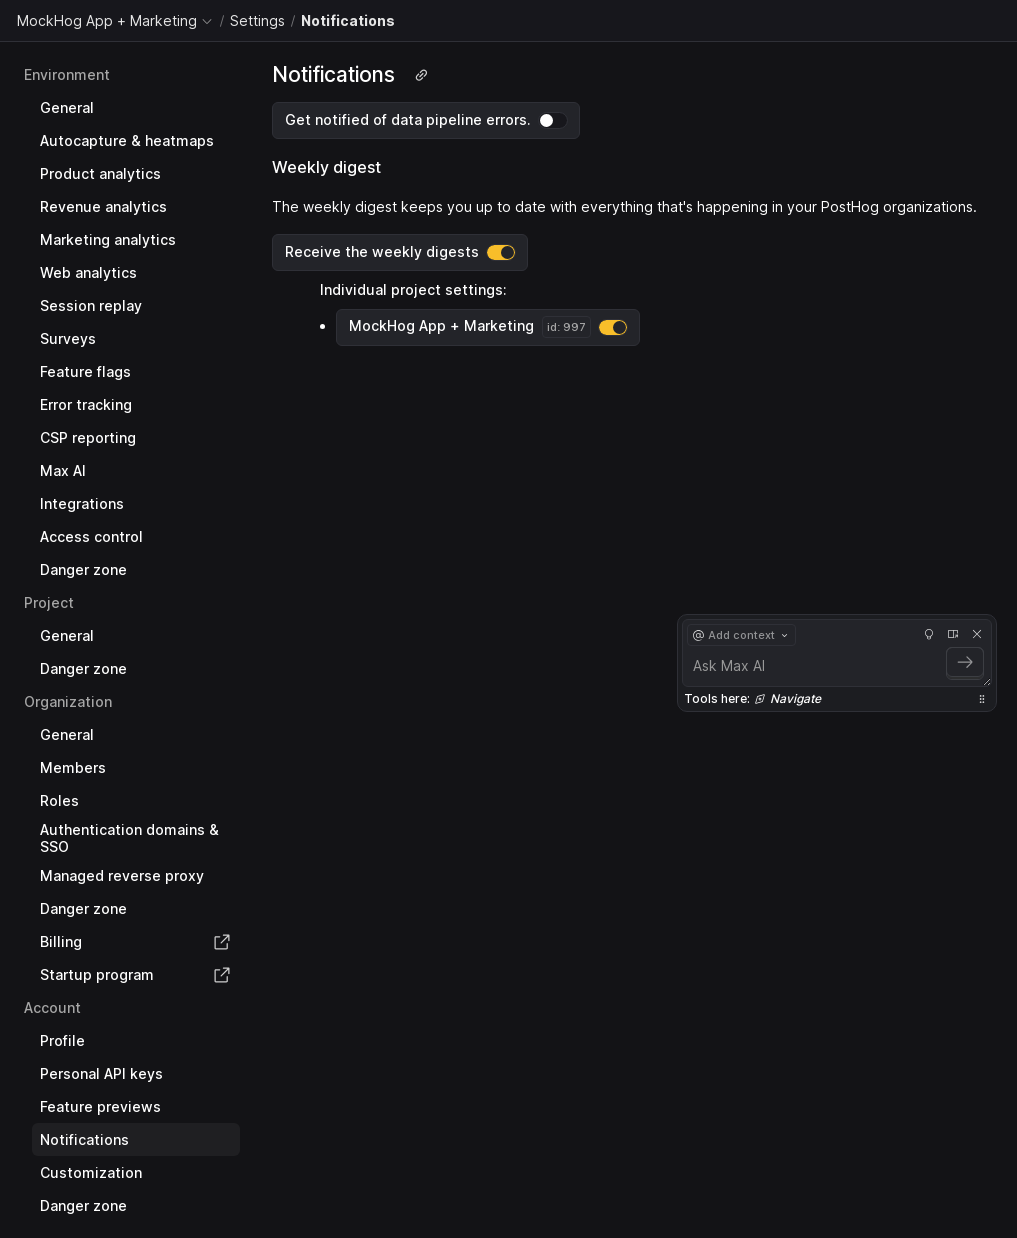 MockHog App + Marketing / Settings / Notifications
Environment
General
Autocapture & heatmaps
Product analytics
Revenue analytics
Marketing analytics
Web analytics
Session replay
Surveys
Feature flags
Error tracking
CSP reporting
Max AI
Integrations
Access control
Danger zone
Project
General
Danger zone
Organization
General
Members
Roles
Authentication domains &
SSO
Managed reverse proxy
Danger zone
Billing
Startup program
Account
Profile
Personal API keys
Feature previews
Notifications
Customization
Danger zone
Notifications
Get notified of data pipeline errors.
Weekly digest
The weekly digest keeps you up to date with everything that's happening in your PostHog organizations.
Receive the weekly digests
Individual project settings:
• MockHog App + Marketing id: 997
@ Add context
Ask Max AI
Tools here: Navigate